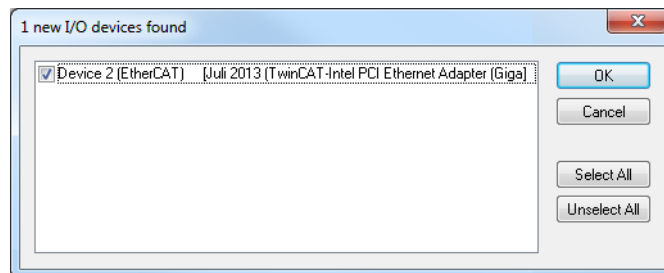 1 new I/O devices found
Device 2 (EtherCAT) [Juli 2013 (TwinCAT-Intel PCI Ethernet Adapter (Giga]
OK
Cancel
Select All
Unselect All